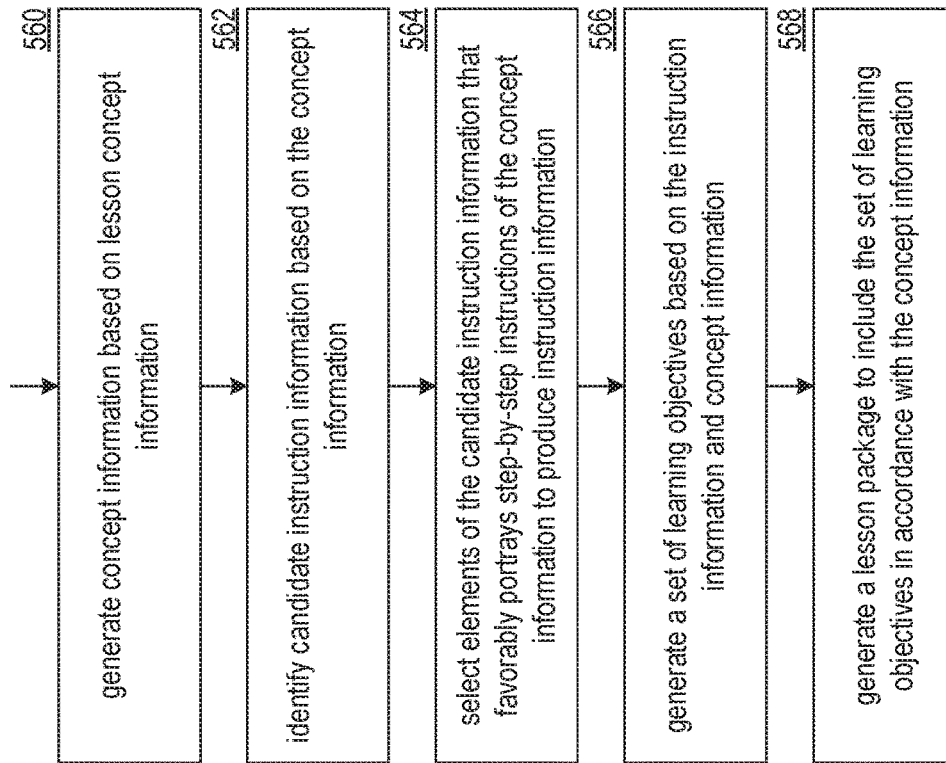 560
generate concept information based on lesson concept
information
562
identify candidate instruction information based on the concept
information
564
select elements of the candidate instruction information that
favorably portrays step-by-step instructions of the concept
information to produce instruction information
566
generate a set of learning objectives based on the instruction
information and concept information
568
generate a lesson package to include the set of learning
objectives in accordance with the concept information